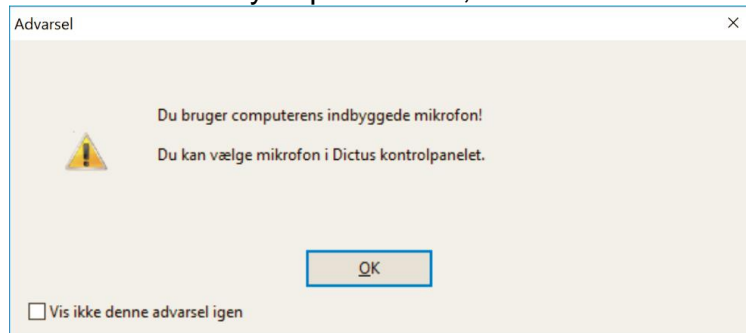 Advarsel
Du bruger computerens indbyggede mikrofon!
Du kan vælge mikrofon i Dictus kontrolpanelet.
OK
Vis ikke denne advarsel igen